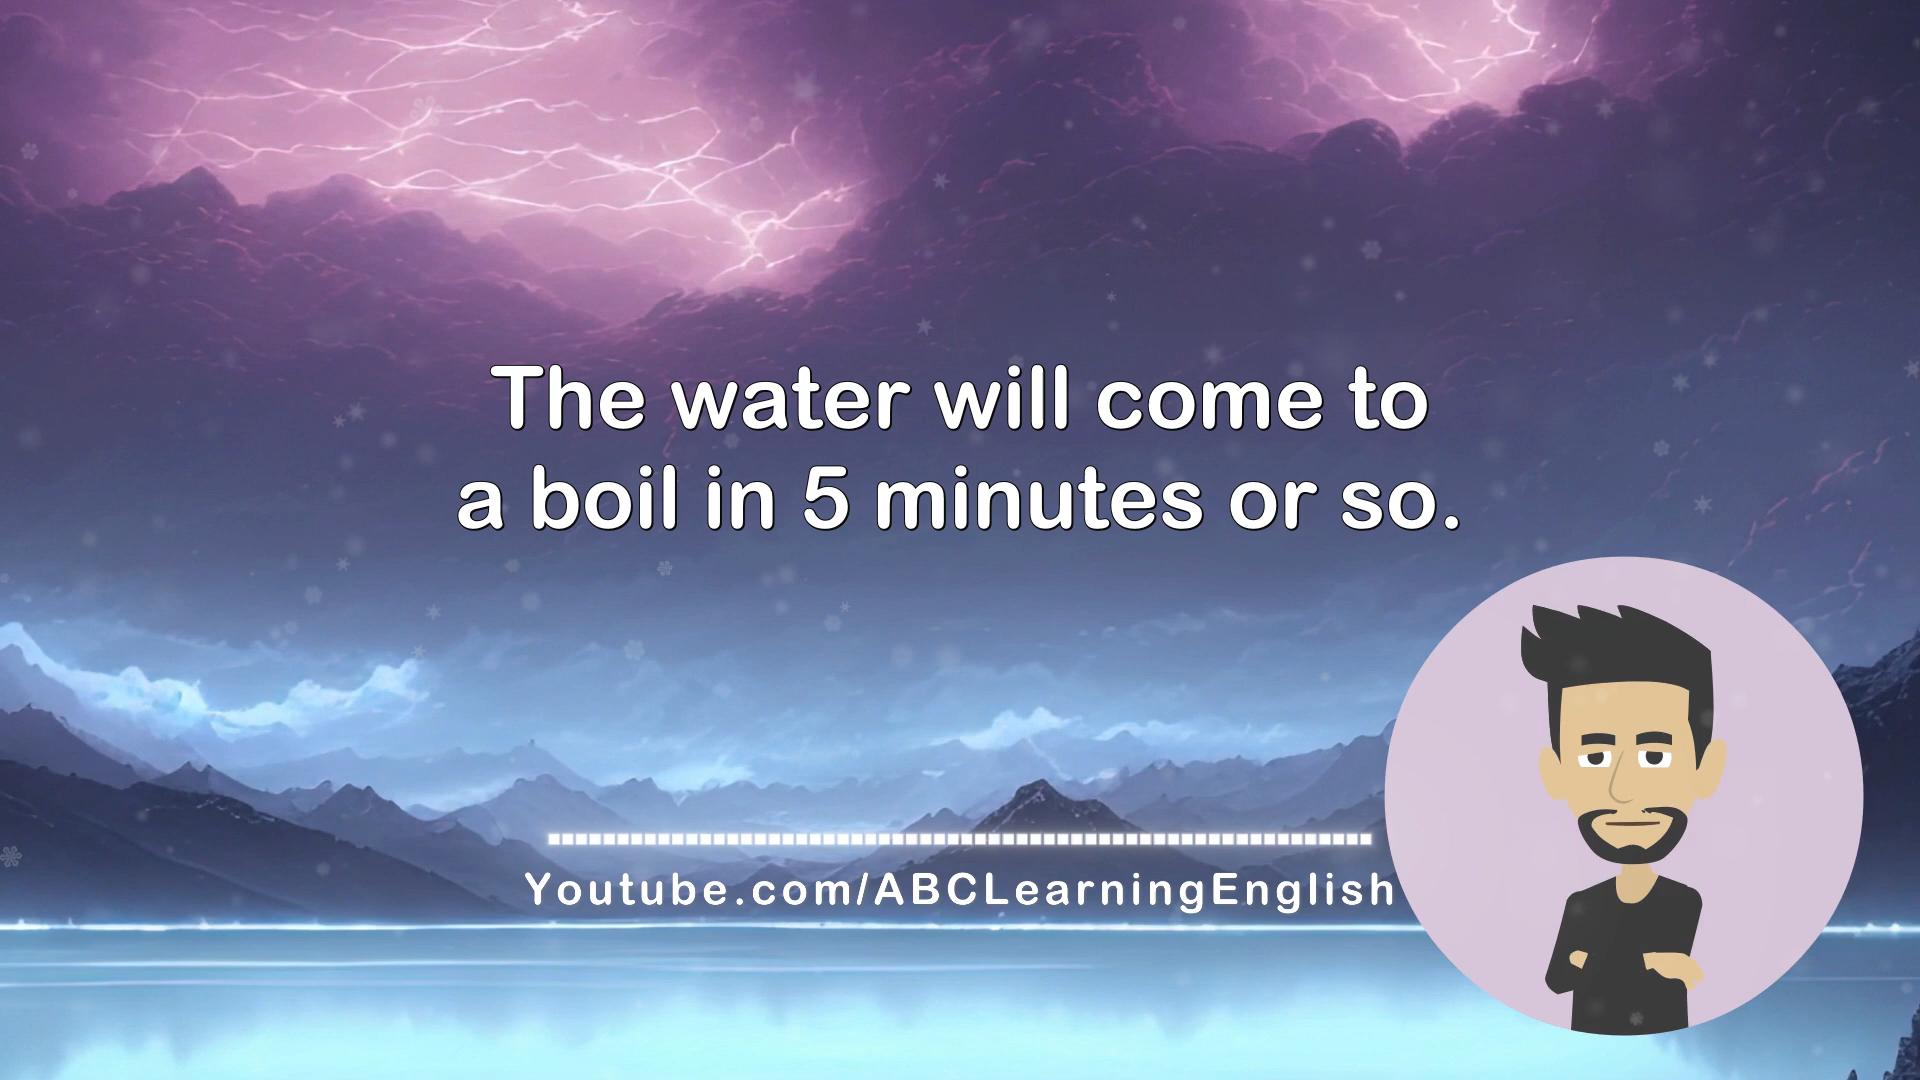 The water will come to
a boil in 5 minutes or so.
Youtube.com/ABCLearningEnglish